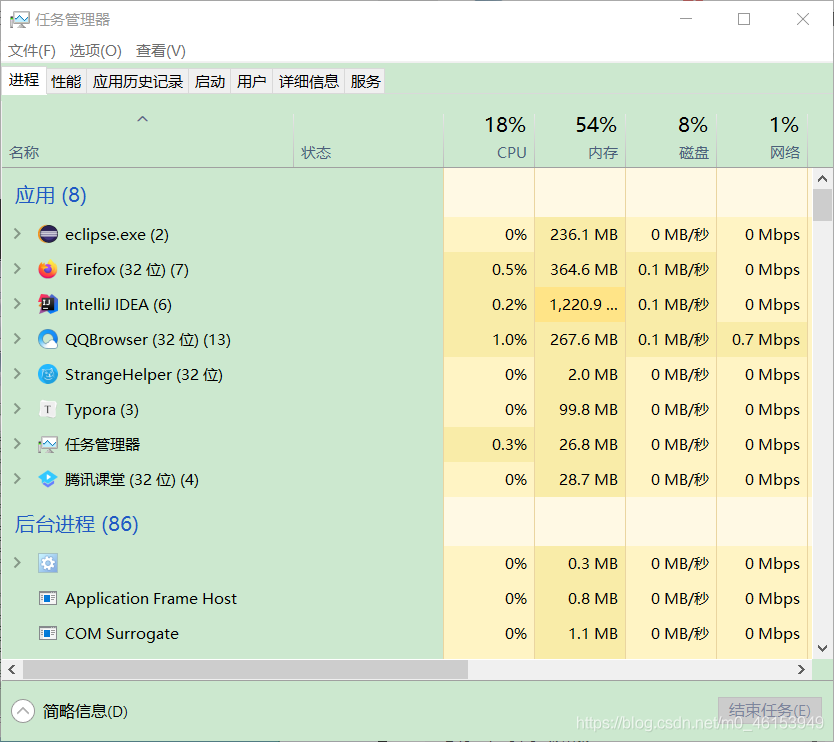 任务管理器
文件(F) 选项(O) 查看(V)
进程 性能 应用历史记录 启动 用户 详细信息 服务
18% 54% 8% 1%
名称 状态 CPU 内存 磁盘 网络
应用 (8)
eclipse.exe (2) 0% 236.1 MB 0 MB/秒 0 Mbps
Firefox (32 位) (7) 0.5% 364.6 MB 0.1 MB/秒 0 Mbps
IntelliJ IDEA (6) 0.2% 1,220.9 ... 0.1 MB/秒 0 Mbps
QQBrowser (32 位) (13) 1.0% 267.6 MB 0.1 MB/秒 0.7 Mbps
StrangeHelper (32 位) 0% 2.0 MB 0 MB/秒 0 Mbps
T Typora (3) 0% 99.8 MB 0 MB/秒 0 Mbps
任务管理器 0.3% 26.8 MB 0 MB/秒 0 Mbps
腾讯课堂 (32 位) (4) 0% 28.7 MB 0 MB/秒 0 Mbps
后台进程 (86)
0% 0.3 MB 0 MB/秒 0 Mbps
Application Frame Host 0% 0.8 MB 0 MB/秒 0 Mbps
COM Surrogate 0% 1.1 MB 0 MB/秒 0 Mbps
简略信息(D) 结束任务(E)
https://blog.csdn.net/m0_46153949